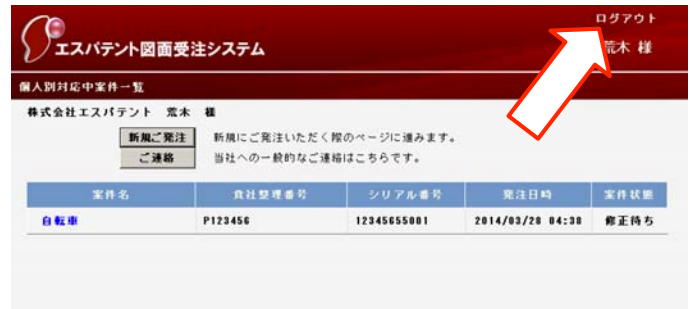 ログアウト
エスパテント図面受注システム
荒木 様
個人別対応中案件一覧
株式会社エスパテント 荒木 様
新規ご発注 新規にご発注いただく際のページに進みます。
ご連絡 当社への一般的なご連絡はこちらです。
案件名 貴社整理番号 シリアル番号 発注日時 案件状態
自転車 P123456 12345655001 2014/03/28 04:38 修正待ち